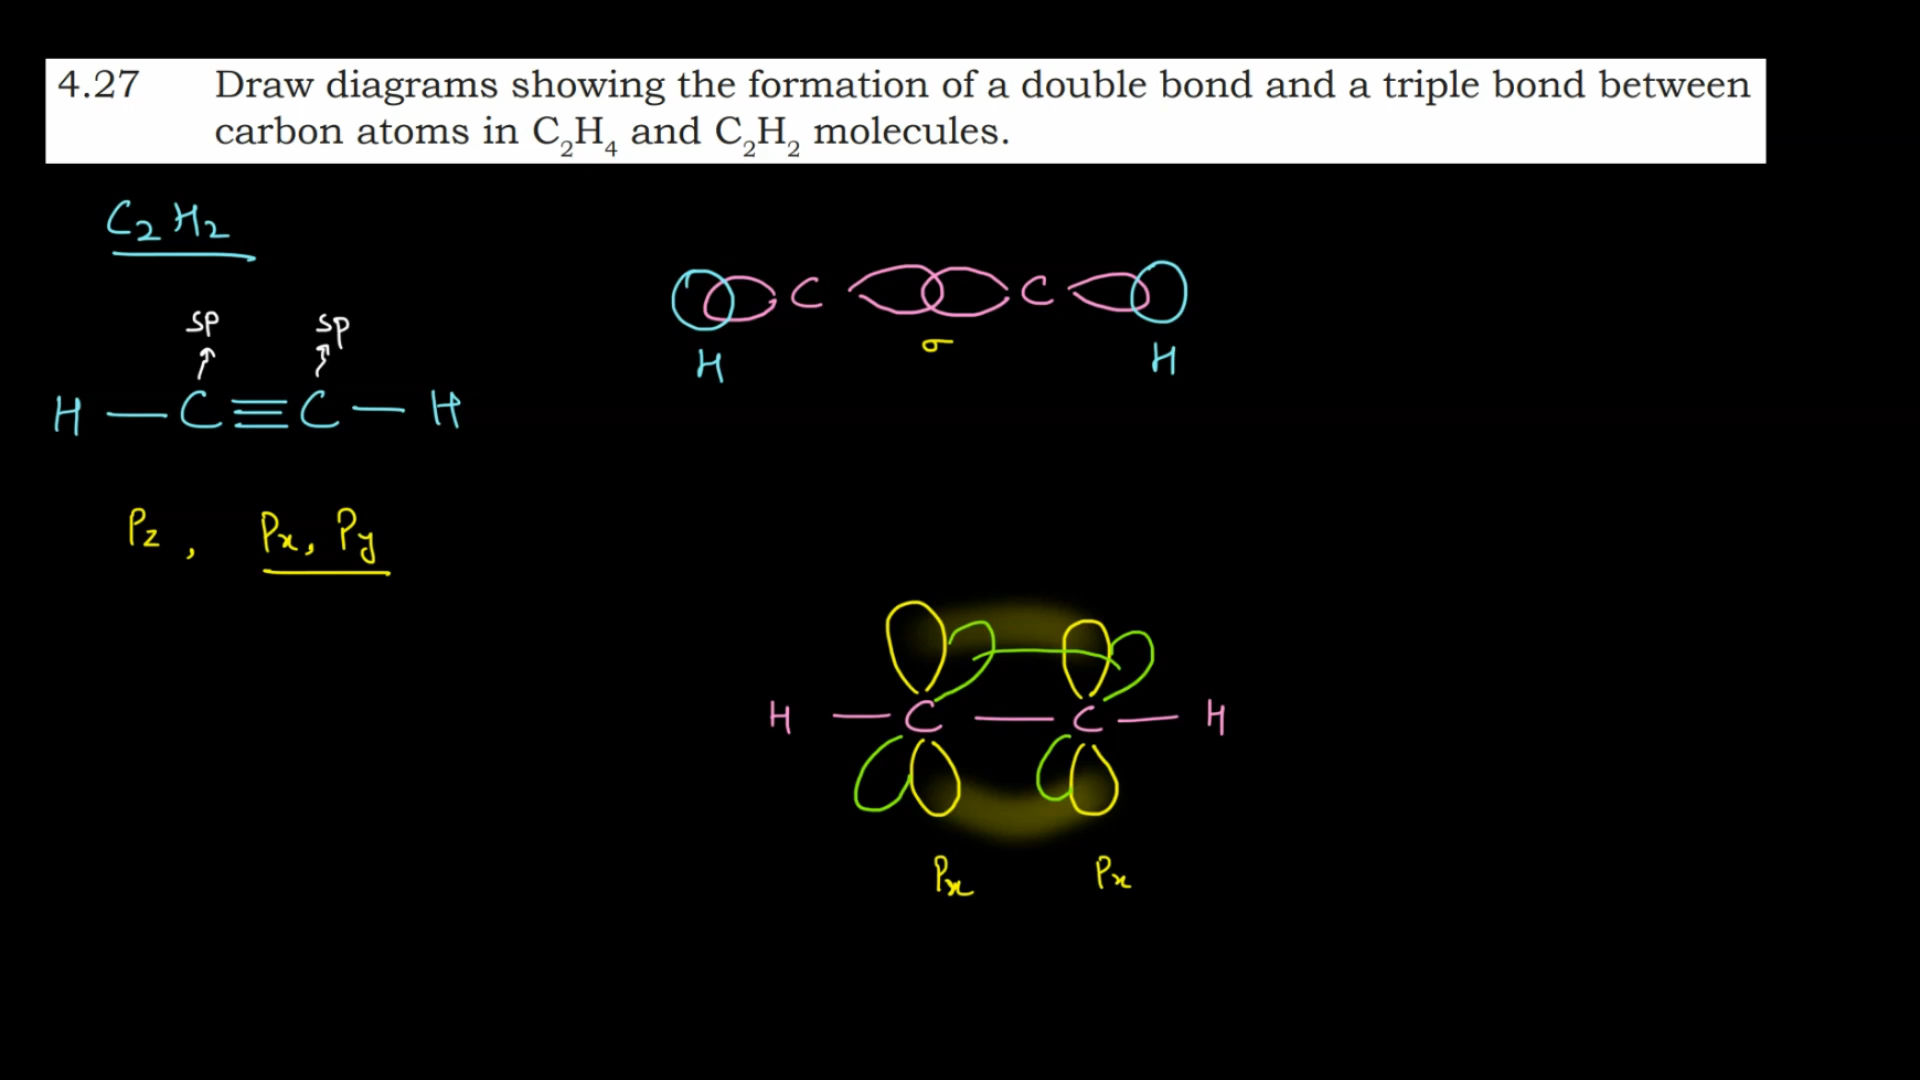 4.27 Draw diagrams showing the formation of a double bond and a triple bond between
carbon atoms in C₂H₄ and C₂H₂ molecules.
C₂H₂
sp sp
H — C ≡ C — H
Pz, Px, Py
C C
σ
H H
H — C — C — H
Px Px